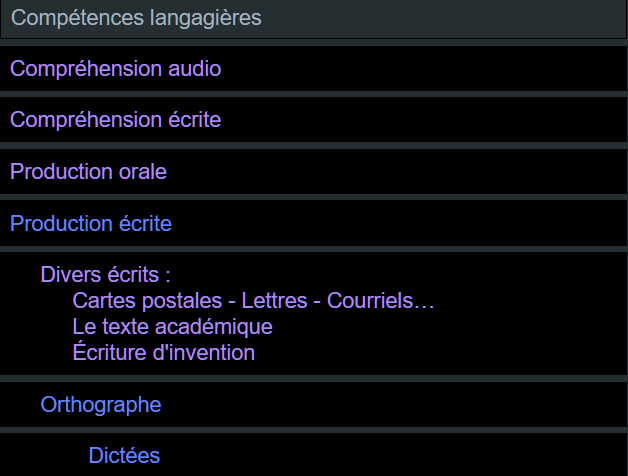 Compétences langagières
Compréhension audio
Compréhension écrite
Production orale
Production écrite
Divers écrits :
Cartes postales - Lettres - Courriels…
Le texte académique
Écriture d'invention
Orthographe
Dictées